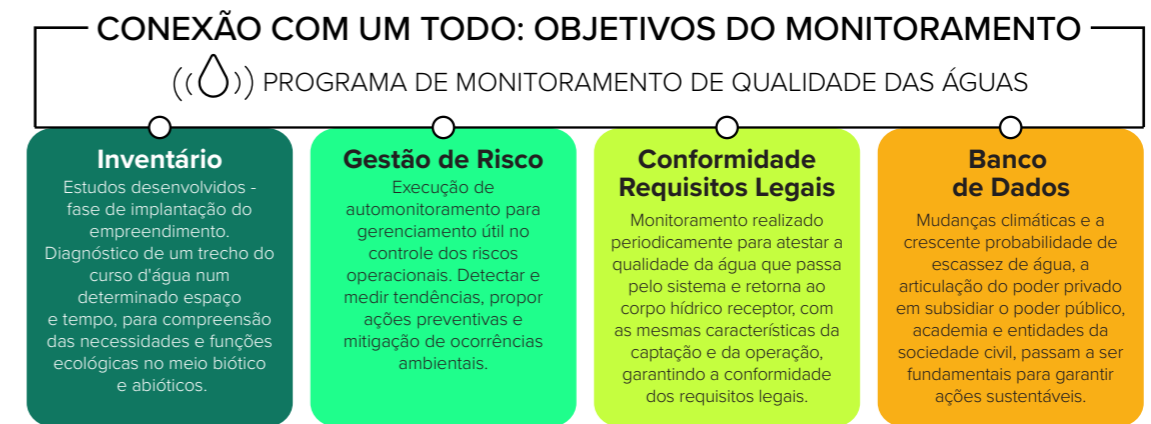 CONEXÃO COM UM TODO: OBJETIVOS DO MONITORAMENTO
PROGRAMA DE MONITORAMENTO DE QUALIDADE DAS ÁGUAS
Inventário
Estudos desenvolvidos -
fase de implantação do
empreendimento.
Diagnóstico de um trecho do
curso d'água num
determinado espaço
e tempo, para compreensão
das necessidades e funções
ecológicas no meio biótico
e abióticos.
Gestão de Risco
Execução de
automonitoramento para
gerenciamento útil no
controle dos riscos
operacionais. Detectar e
medir tendências, propor
ações preventivas e
mitigação de ocorrências
ambientais.
Conformidade
Requisitos Legais
Monitoramento realizado
periodicamente para atestar a
qualidade da água que passa
pelo sistema e retorna ao
corpo hídrico receptor, com
as mesmas características da
captação e da operação,
garantindo a conformidade
dos requisitos legais.
Banco
de Dados
Mudanças climáticas e a
crescente probabilidade de
escassez de água, a
articulação do poder privado
em subsidiar o poder público,
academia e entidades da
sociedade civil, passam a ser
fundamentais para garantir
ações sustentáveis.